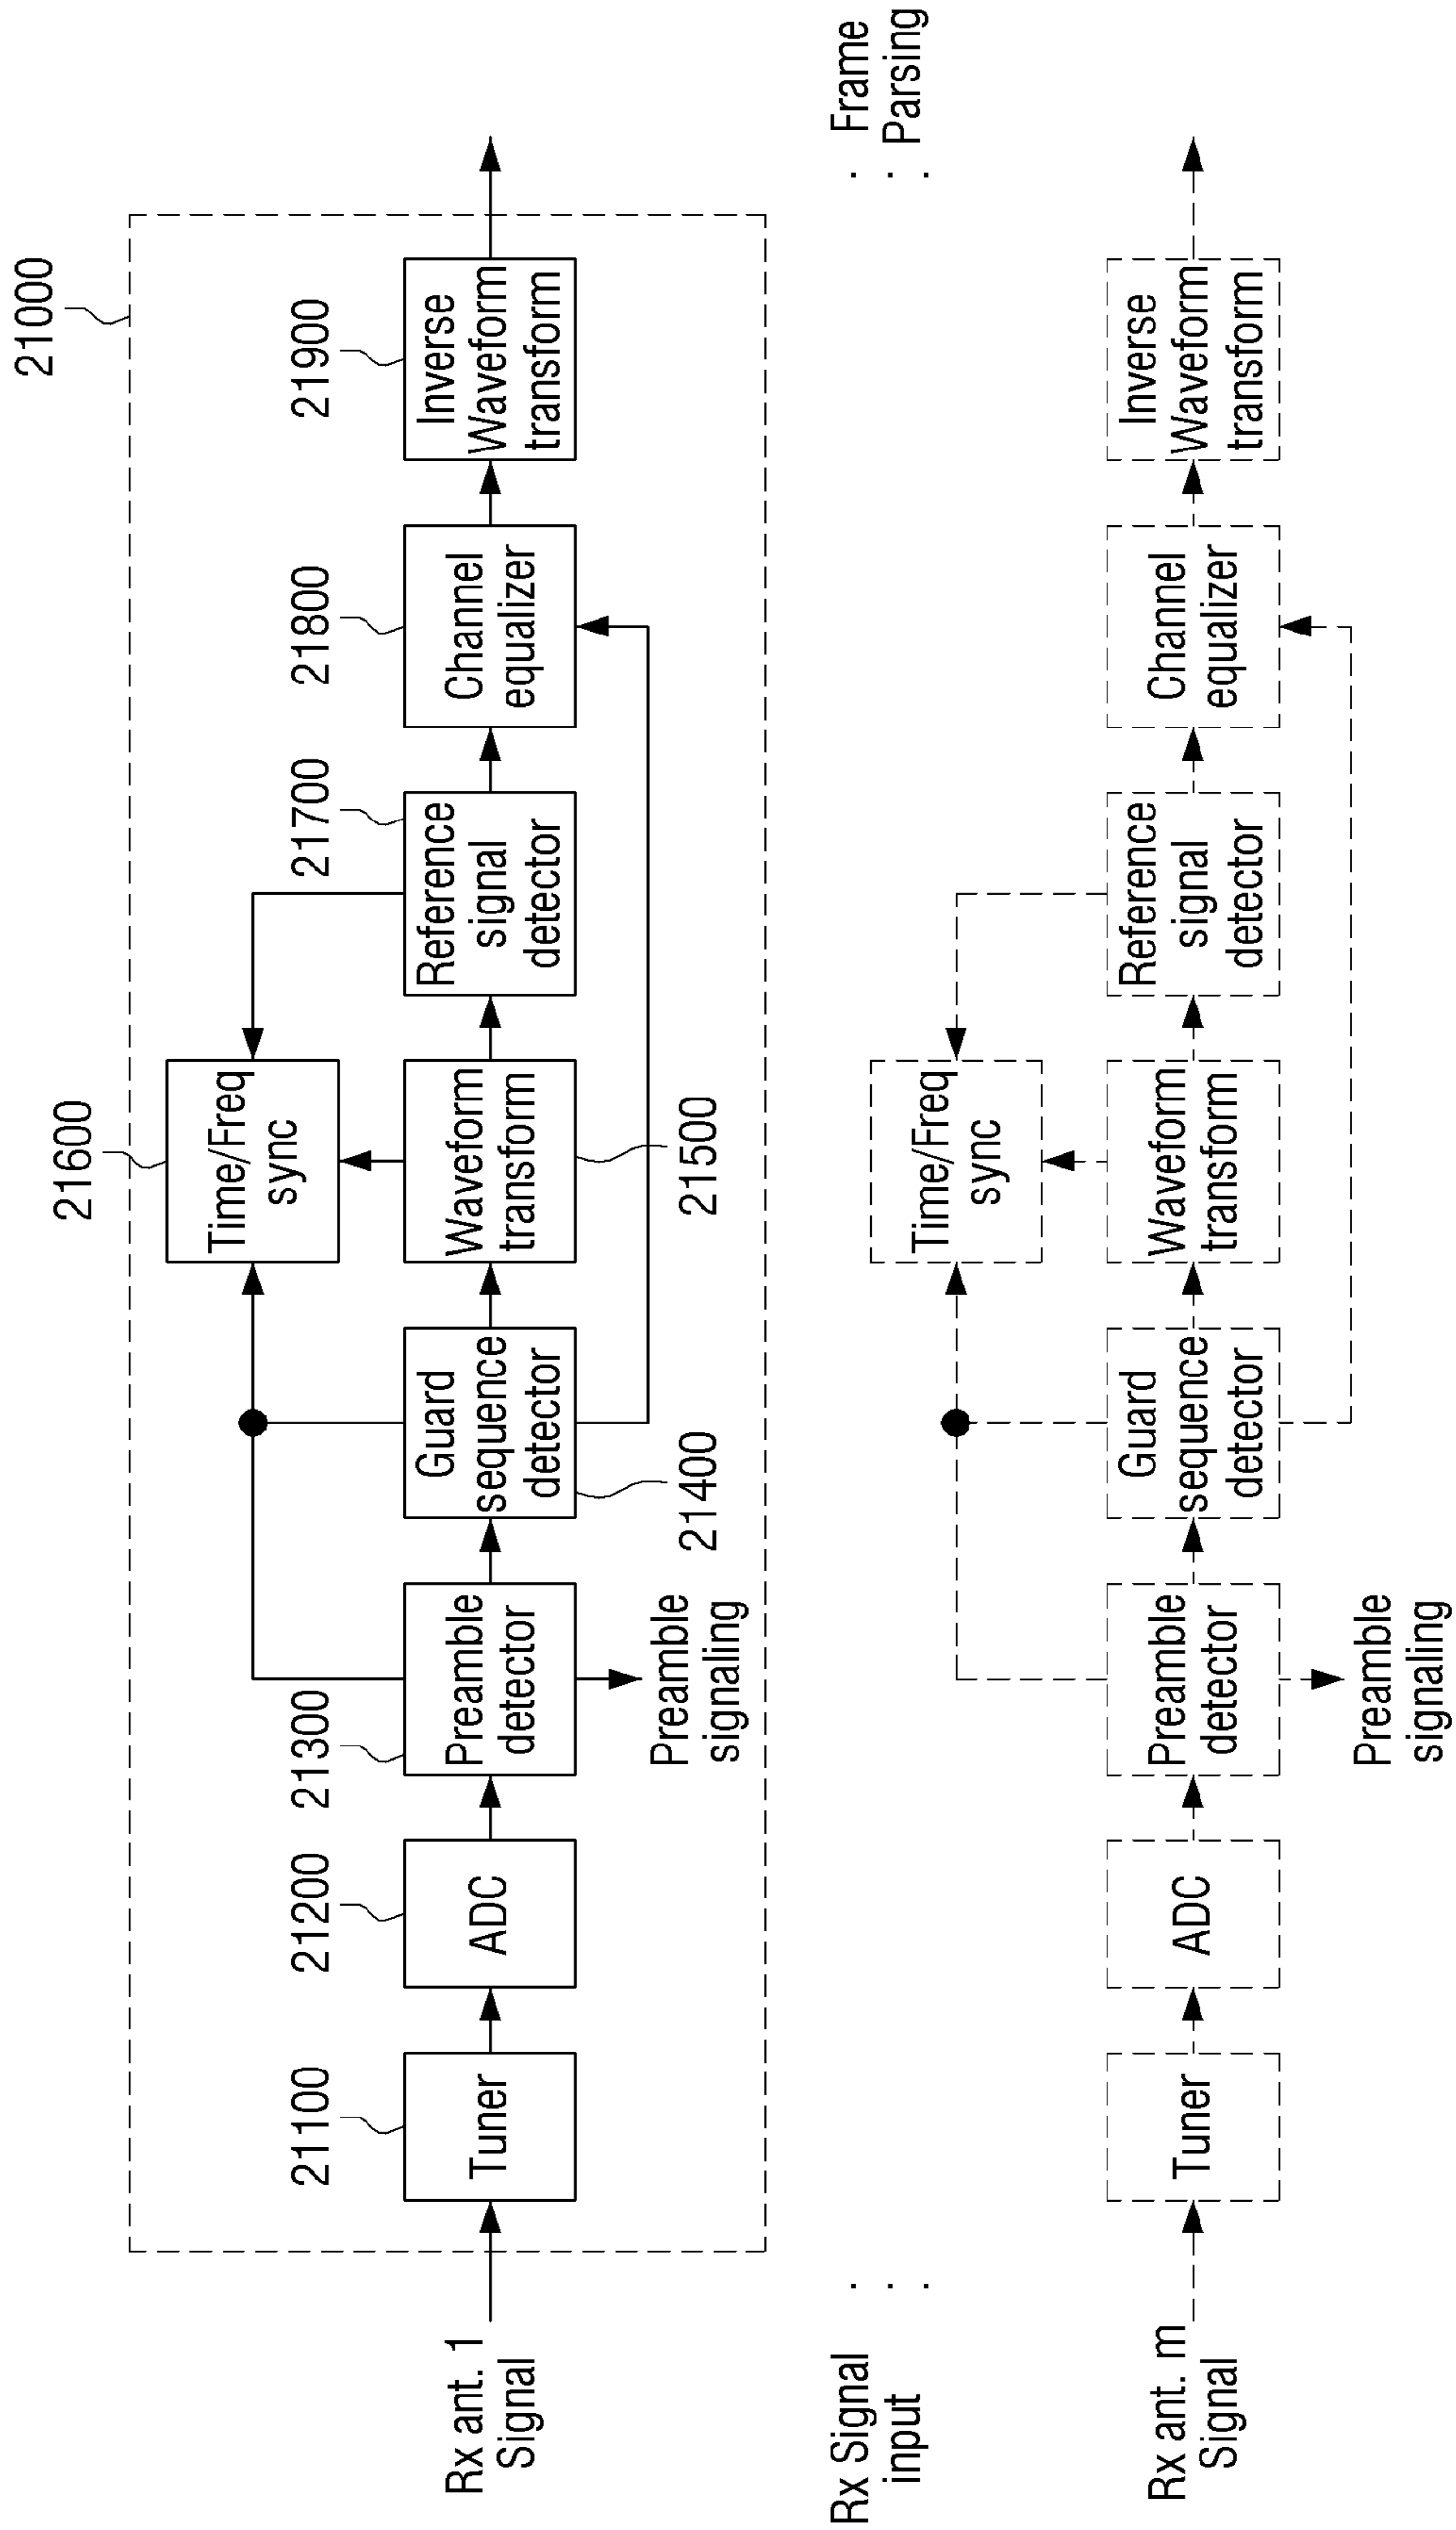 21000
21600
21100
21200
21300
21700
21800
21900
Time/Freq
sync
Rx ant. 1
Signal
Tuner
ADC
Preamble
detector
Guard
sequence
detector
Waveform
transform
Reference
signal
detector
Channel
equalizer
Inverse
Waveform
transform
Preamble
signaling
21400
21500
Rx Signal
input
.
.
.
.
.
.
Frame
Parsing
Time/Freq
sync
Rx ant. m
Signal
Tuner
ADC
Preamble
detector
Guard
sequence
detector
Waveform
transform
Reference
signal
detector
Channel
equalizer
Inverse
Waveform
transform
Preamble
signaling